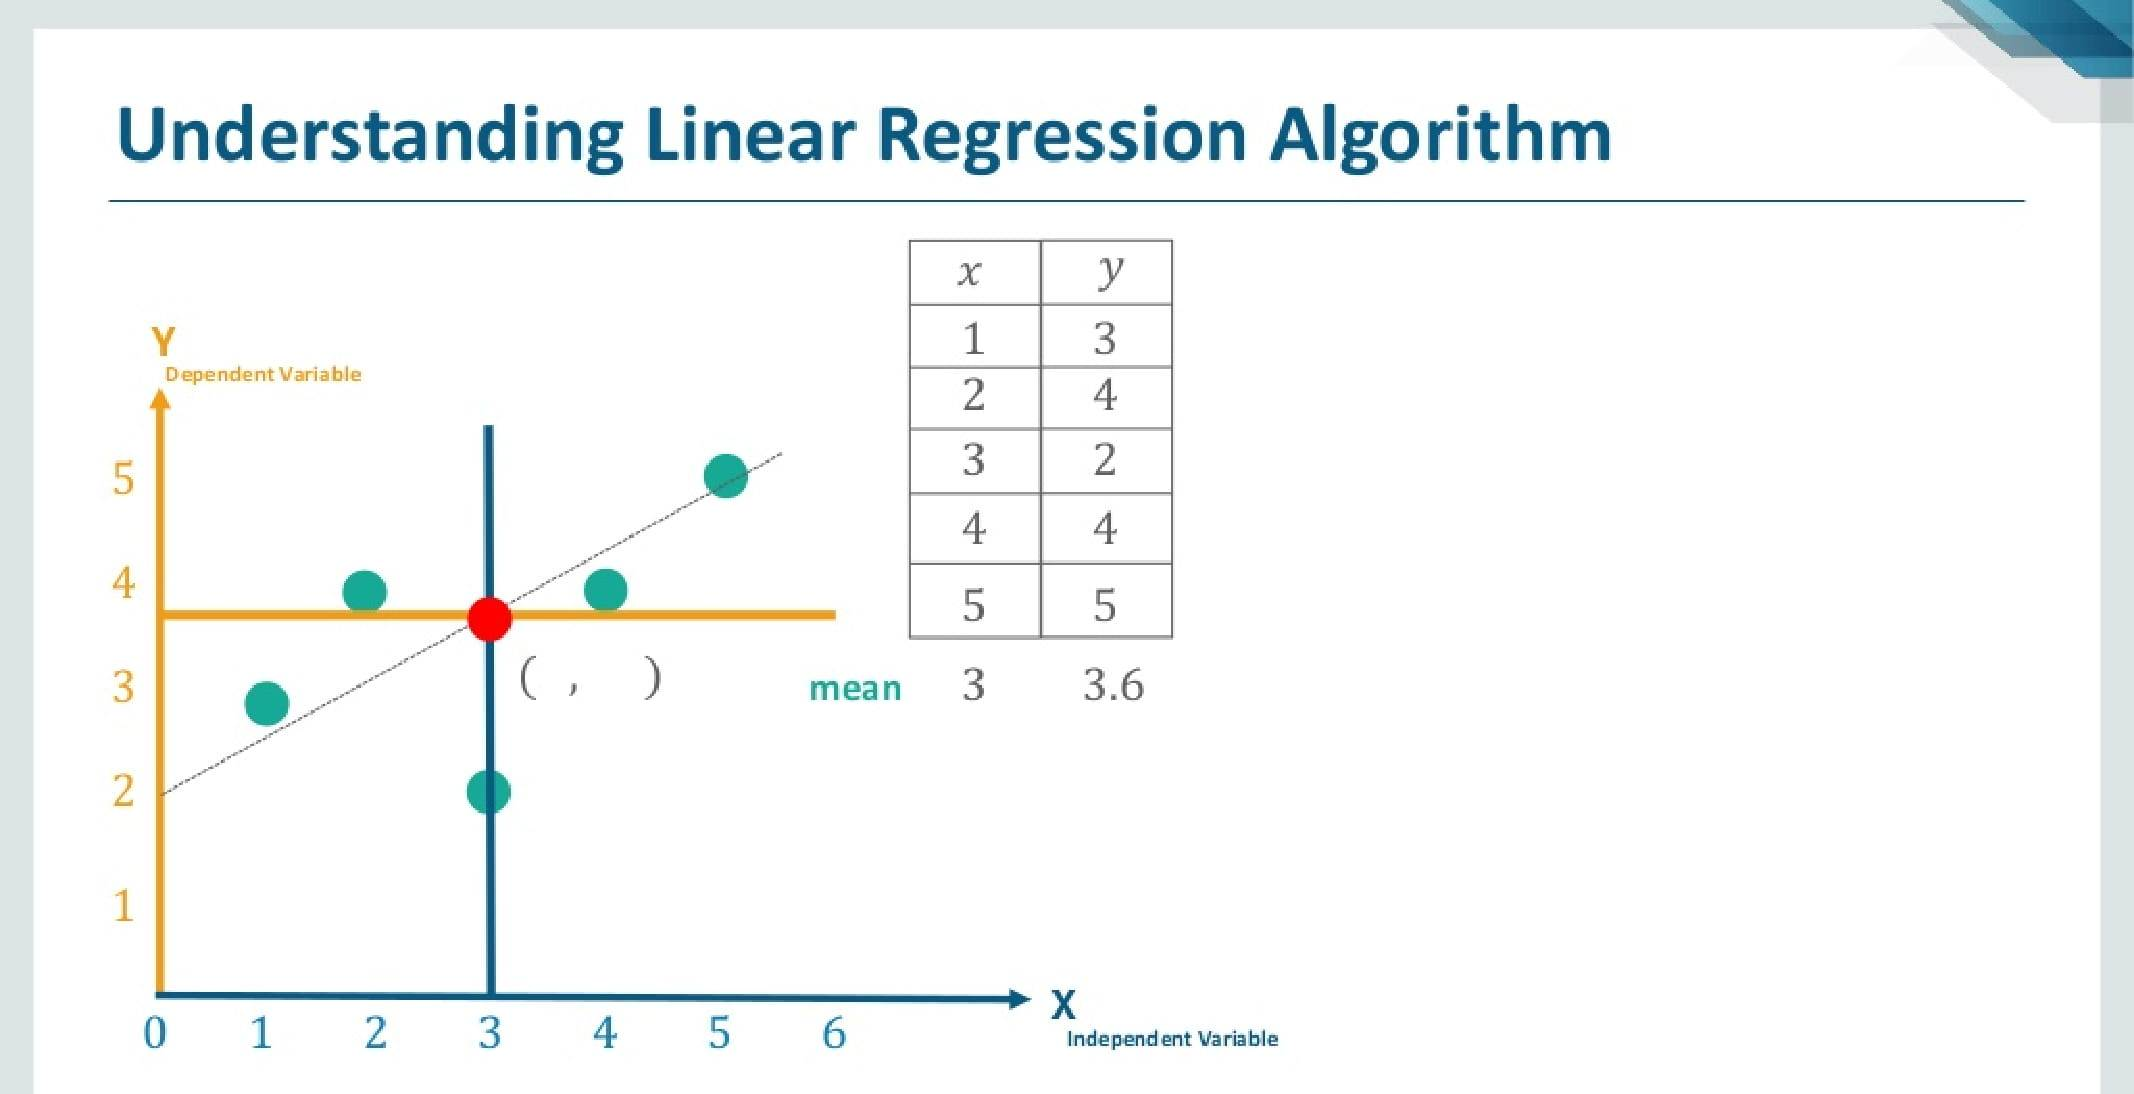 Understanding Linear Regression Algorithm
Y
Dependent Variable
5
4
3
2
1
( , )
0 1 2 3 4 5 6
X
Independent Variable
x y
1 3
2 4
3 2
4 4
5 5
mean 3 3.6